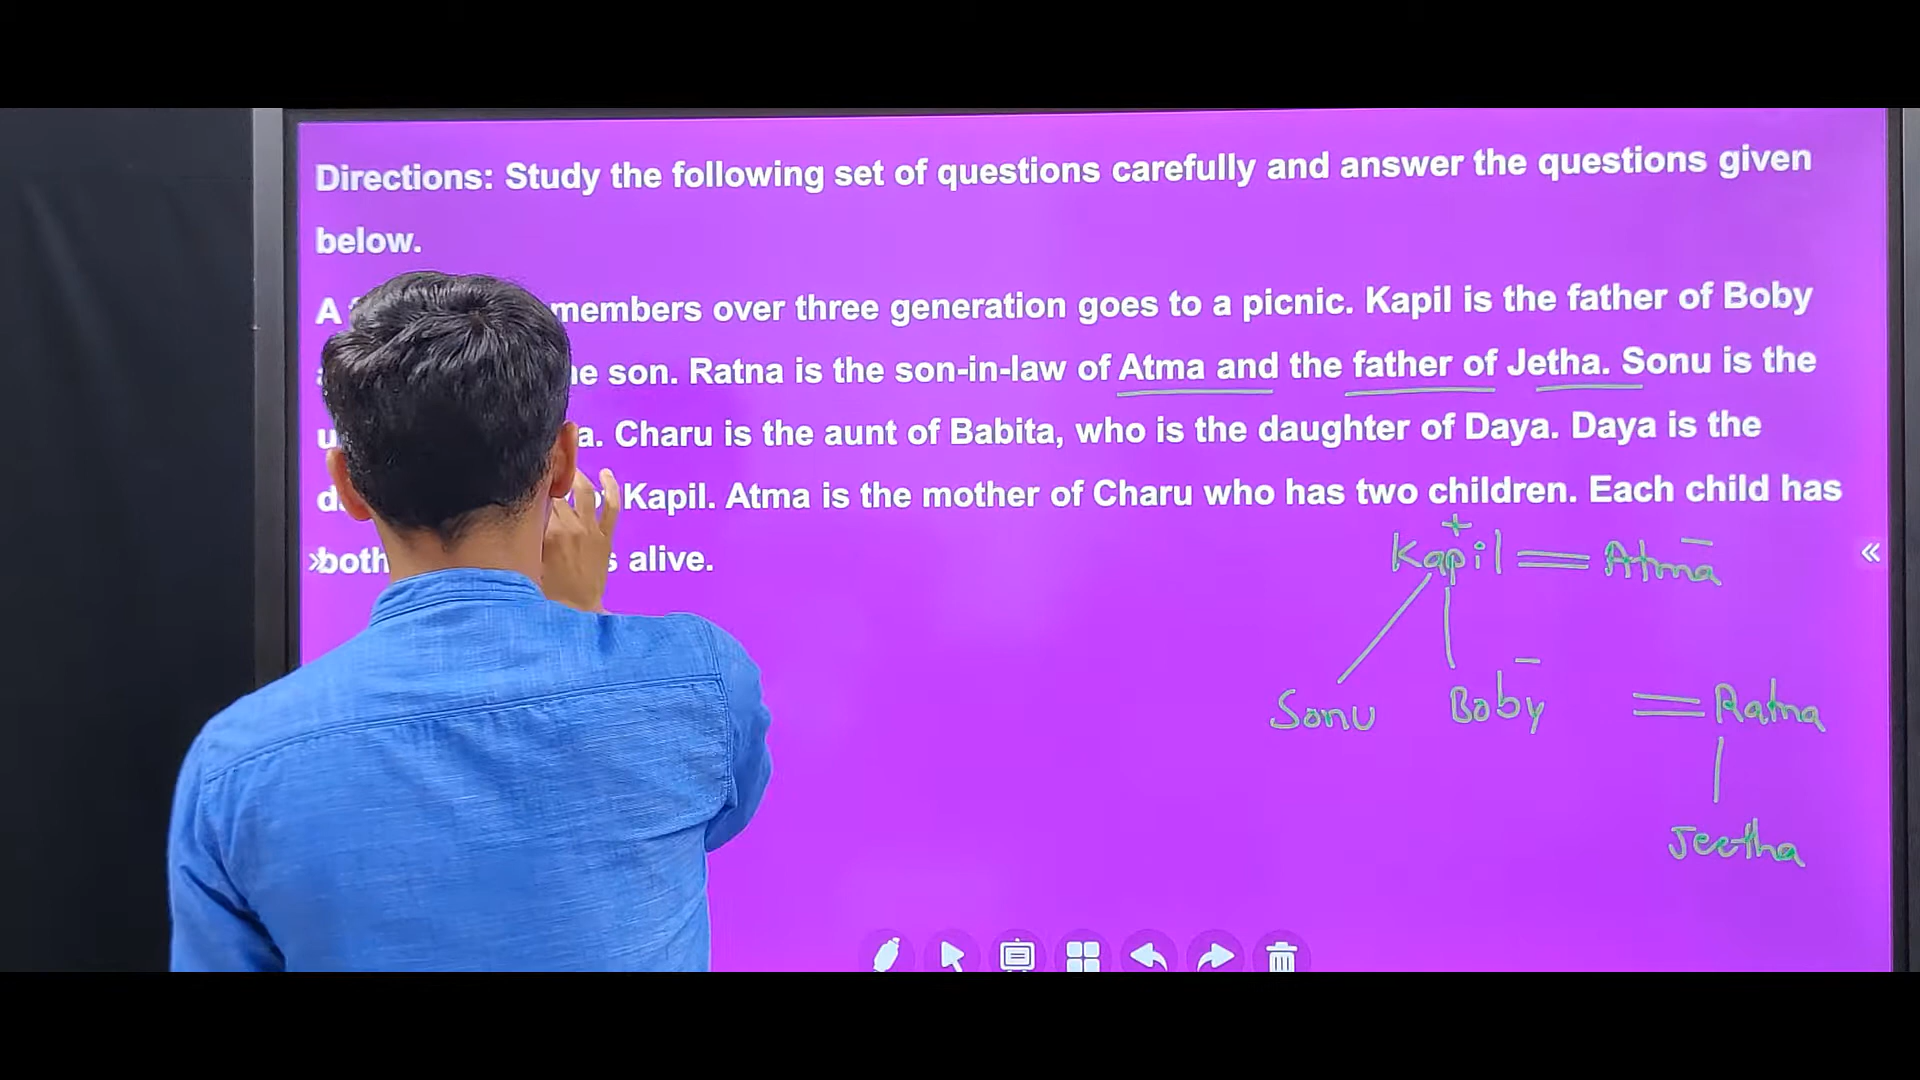 Directions: Study the following set of questions carefully and answer the questions given
below.
A members over three generation goes to a picnic. Kapil is the father of Boby
son. Ratna is the son-in-law of Atma and the father of Jetha. Sonu is the
Charu is the aunt of Babita, who is the daughter of Daya. Daya is the
Kapil. Atma is the mother of Charu who has two children. Each child has
both alive.
Kapil = Atma
Sonu Boby = Ratna
Jeetha